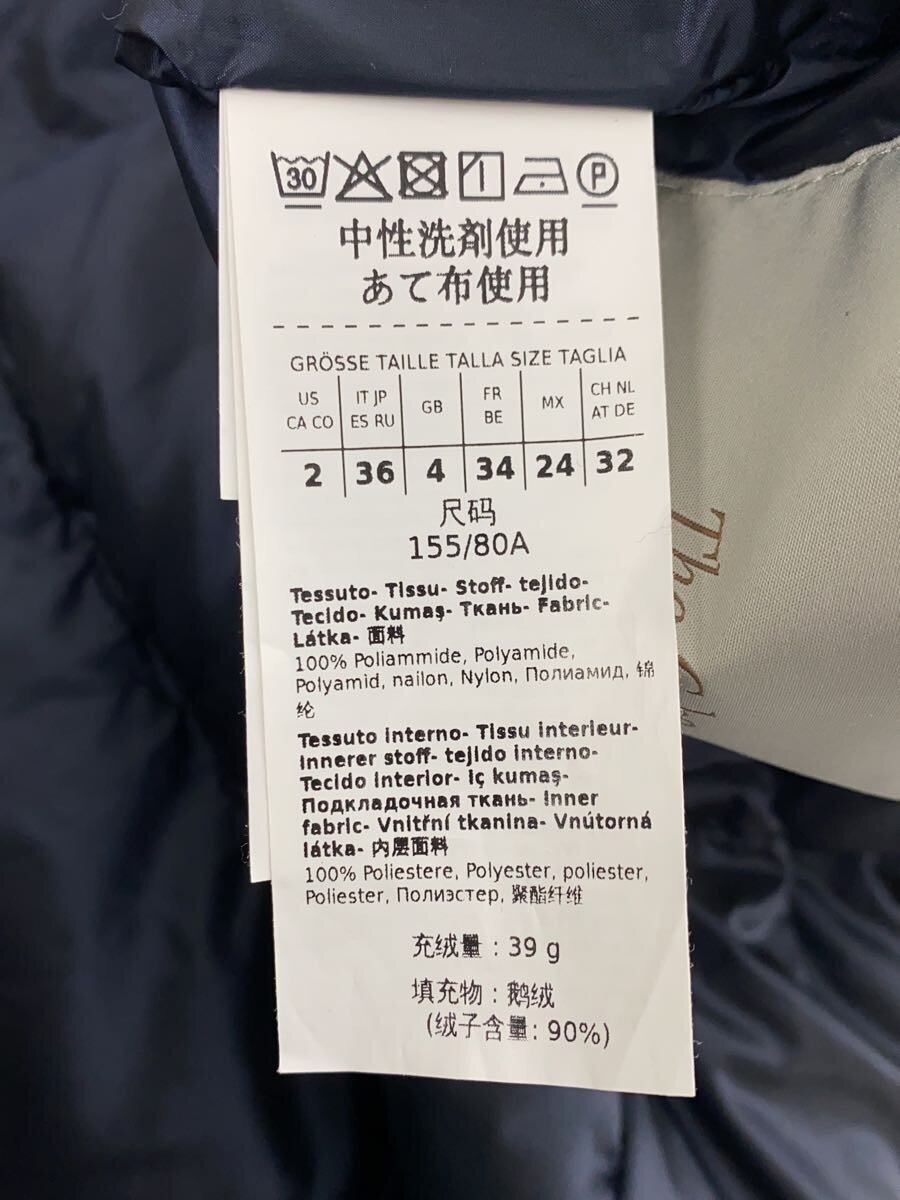 30 P
中性洗剤使用
あて布使用
GRÖSSE TAILLE TALLA SIZE TAGLIA
US CA CO | IT JP ES RU | GB | FR BE | MX | CH NL AT DE
2 | 36 | 4 | 34 | 24 | 32
尺码
155/80A
Tessuto- Tissu- Stoff- tejido-
Tecido- Kumaş- Ткань- Fabric-
Látka- 面料
100% Poliammide, Polyamide,
Polyamid, nailon, Nylon, Полиамид, 锦
纶
Tessuto interno- Tissu interieur-
Innerer stoff- tejido interno-
Tecido interior- iç kumaş-
Подкладочная ткань- Inner
fabric- Vnitřní tkanina- Vnútorná
látka- 内层面料
100% Poliestere, Polyester, poliester,
Poliester, Полиэстер, 聚酯纤维
充绒量 : 39 g
填充物 : 鹅绒
(绒子含量: 90%)
The